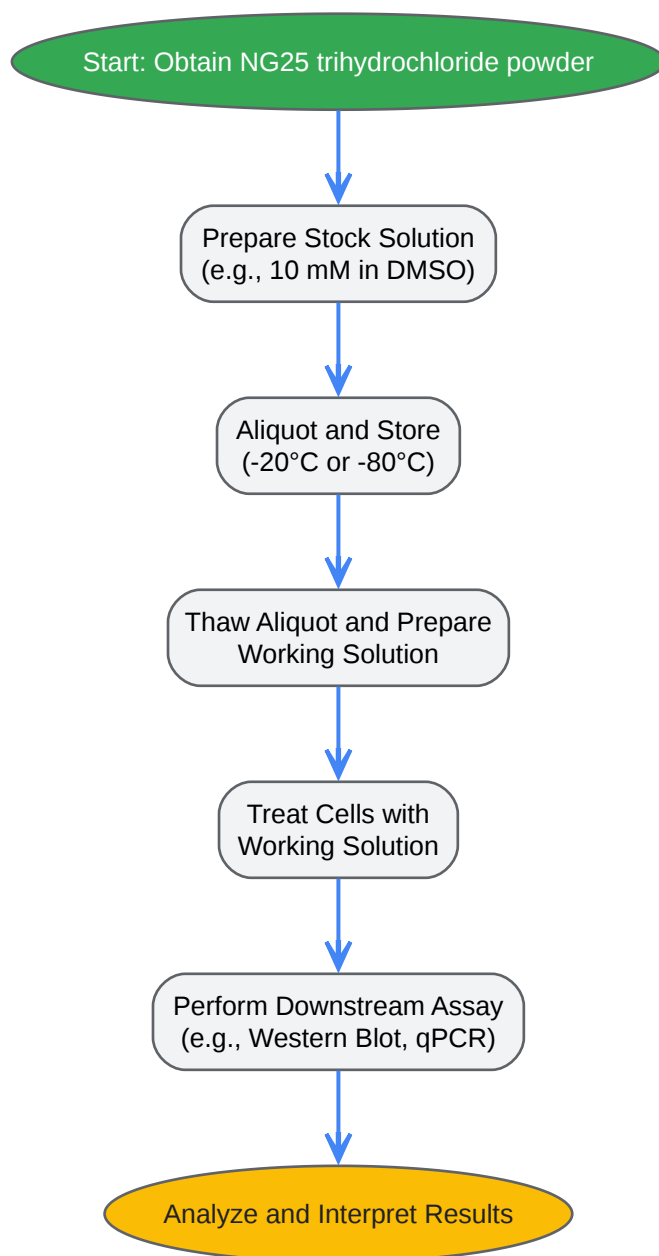 Start: Obtain NG25 trihydrochloride powder
Prepare Stock Solution
(e.g., 10 mM in DMSO)
Aliquot and Store
(-20°C or -80°C)
Thaw Aliquot and Prepare
Working Solution
Treat Cells with
Working Solution
Perform Downstream Assay
(e.g., Western Blot, qPCR)
Analyze and Interpret Results